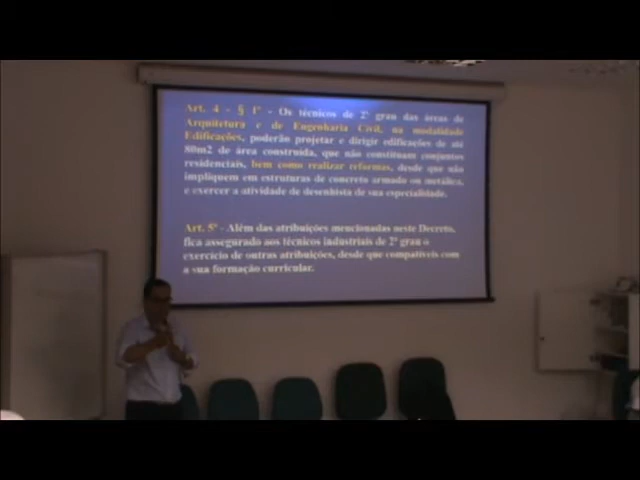 Art. 4 - § 1º - Os técnicos de 2º grau das áreas de
Arquitetura e de Engenharia Civil, na modalidade
Edificações, poderão projetar e dirigir edificações de até
80m2 de área construída, que não constituam conjuntos
residenciais, bem como realizar reformas, desde que não
impliquem em estruturas de concreto armado ou metálica,
e exercer a atividade de desenhista de sua especialidade.
Art. 5º - Além das atribuições mencionadas neste Decreto,
fica assegurado aos técnicos industriais de 2º grau o
exercício de outras atribuições, desde que compatíveis com
a sua formação curricular.